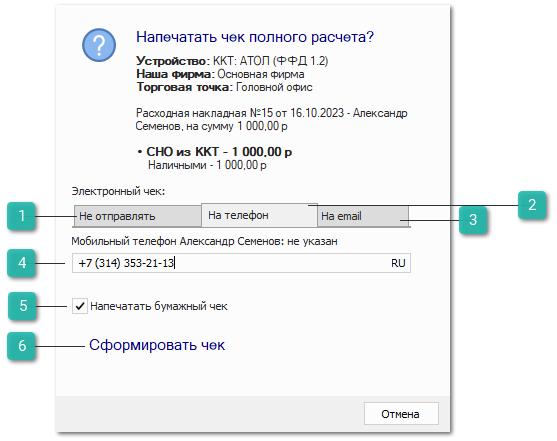 ?
Напечатать чек полного расчета?
Устройство: ККТ: АТОЛ (ФФД 1.2)
Наша фирма: Основная фирма
Торговая точка: Головной офис
Расходная накладная №15 от 16.10.2023 - Александр
Семенов, на сумму 1 000,00 р
• СНО из ККТ - 1 000,00 р
Наличными - 1 000,00 р
Электронный чек:
1 Не отправлять На телефон На email 2
3
Мобильный телефон Александр Семенов: не указан
4 +7 (314) 353-21-13 RU
5 Напечатать бумажный чек
6 Сформировать чек
Отмена